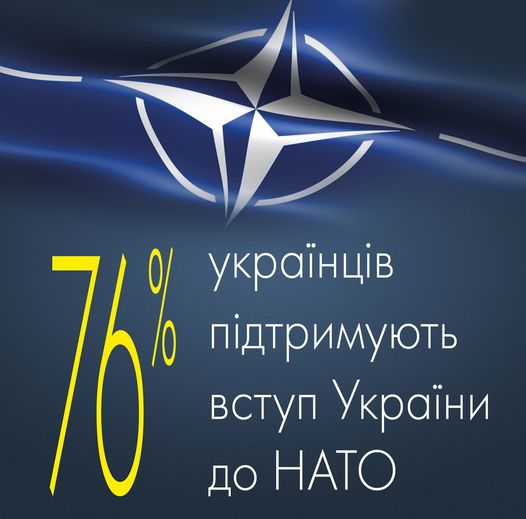 76%
українців
підтримують
вступ України
до НАТО